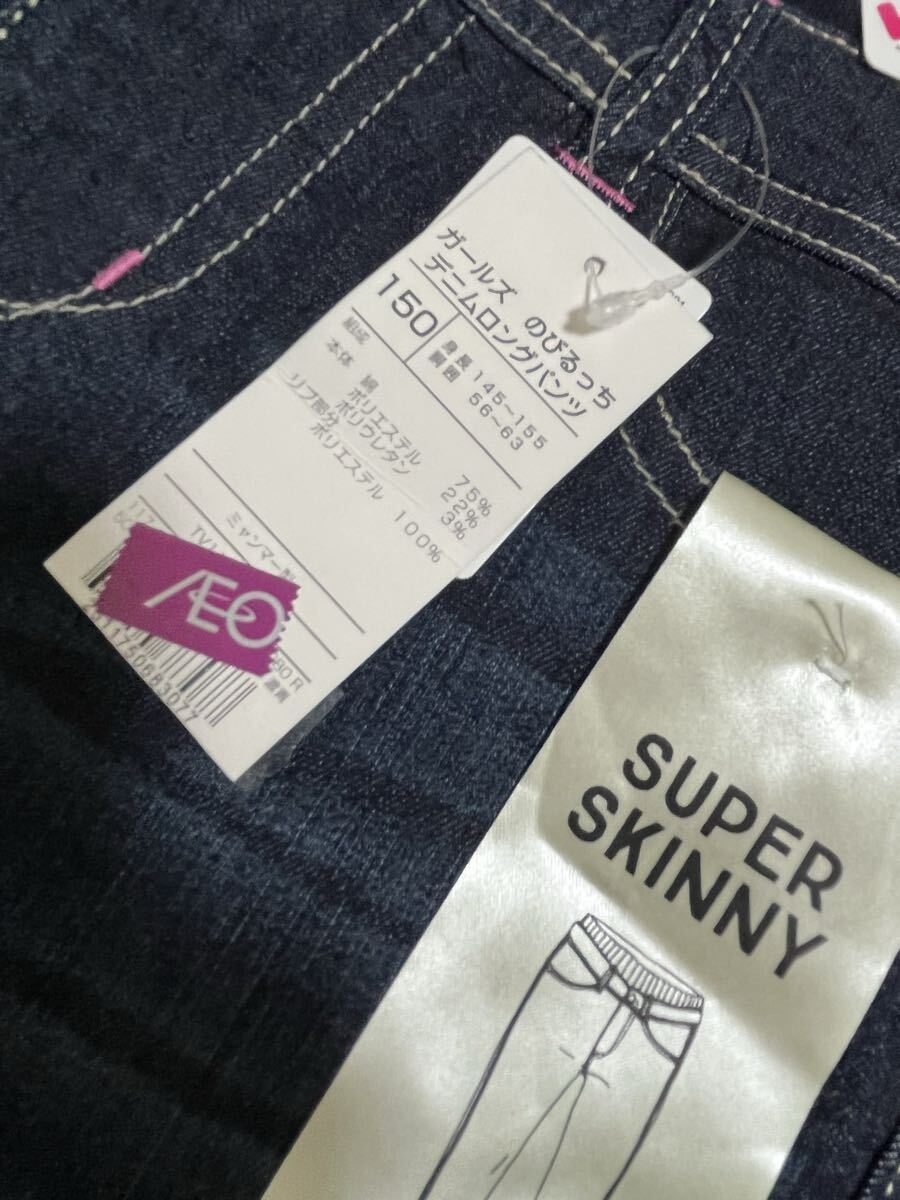 ガールズ のびるっち
デニムロングパンツ
150
身長 145~155
胴囲 56~63
組成
本体 綿 75%
ポリエステル 22%
ポリウレタン 3%
リブ部分
ポリエステル 100%
ミャンマー製
ÆO
SUPER
SKINNY